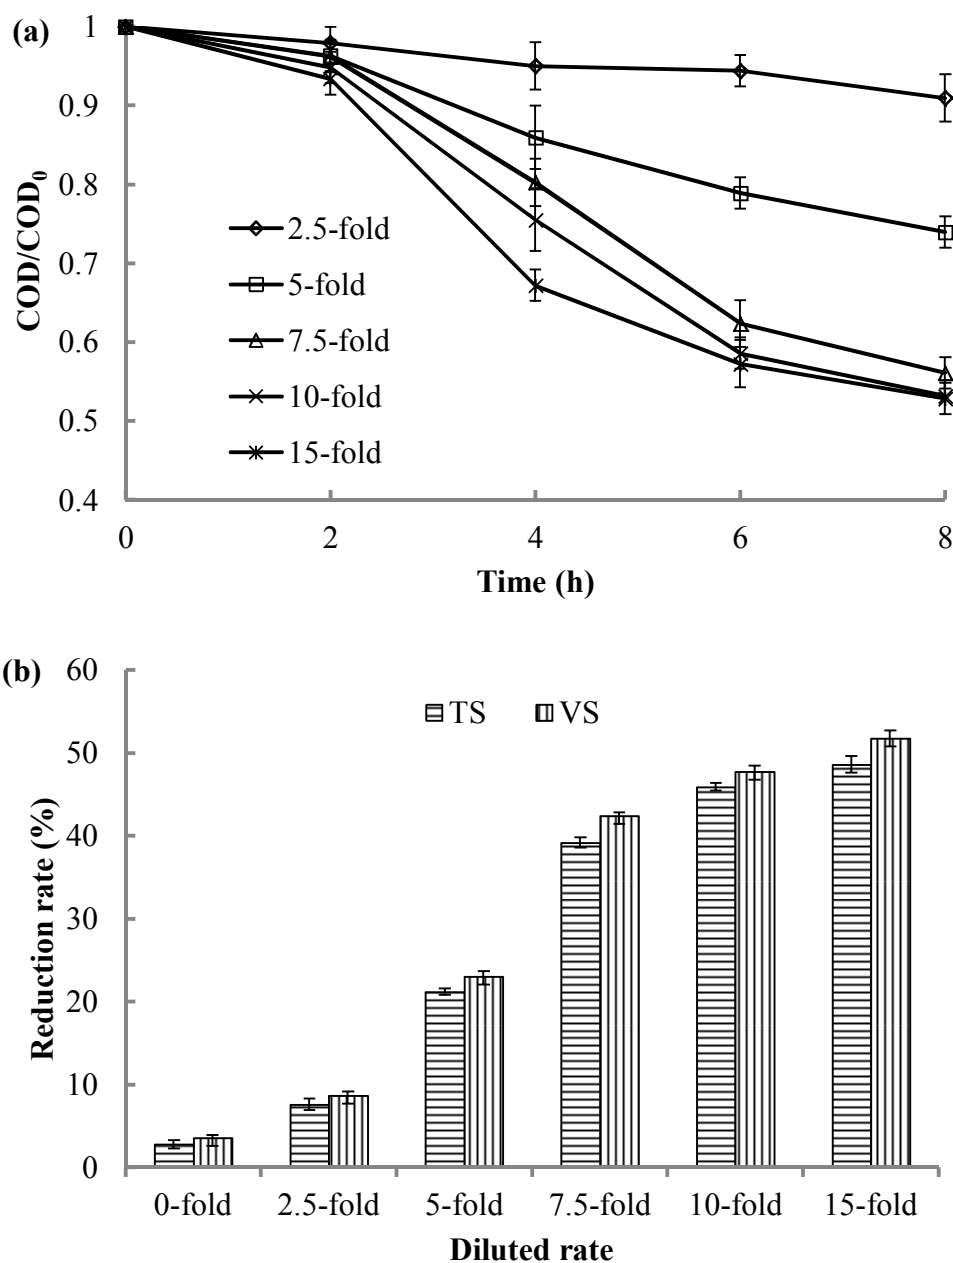 (a)
1
0.9
0.8
0.7
0.6
0.5
0.4
COD/COD₀
2.5-fold
5-fold
7.5-fold
10-fold
15-fold
0 2 4 6 8
Time (h)
(b)
60
50
40
30
20
10
0
Reduction rate (%)
TS VS
0-fold 2.5-fold 5-fold 7.5-fold 10-fold 15-fold
Diluted rate